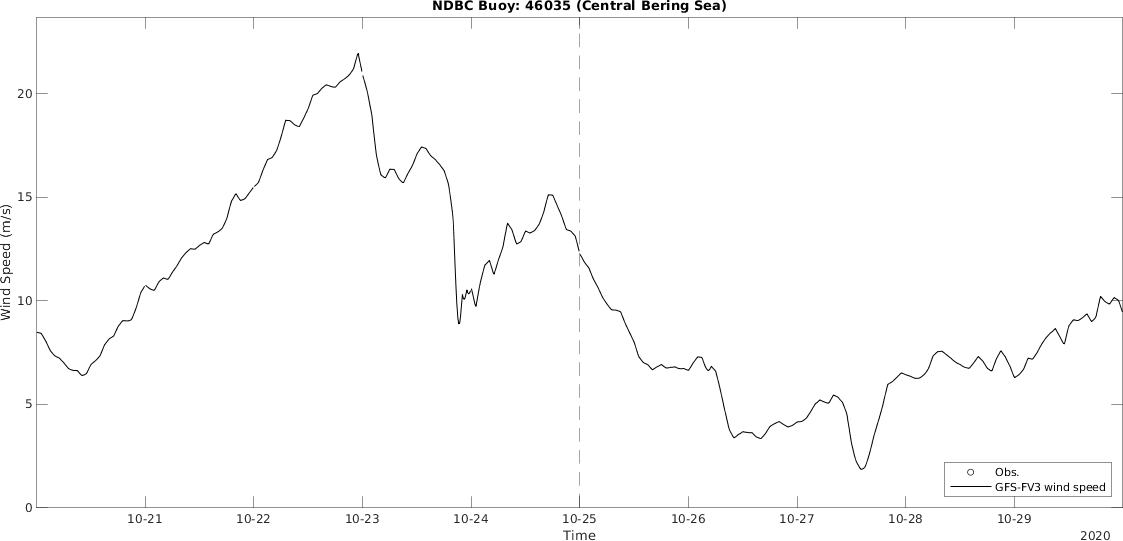 NDBC Buoy: 46035 (Central Bering Sea)
20
15
10
5
0
Wind Speed (m/s)
10-21 10-22 10-23 10-24 10-25 10-26 10-27 10-28 10-29
Time
2020
Obs.
GFS-FV3 wind speed